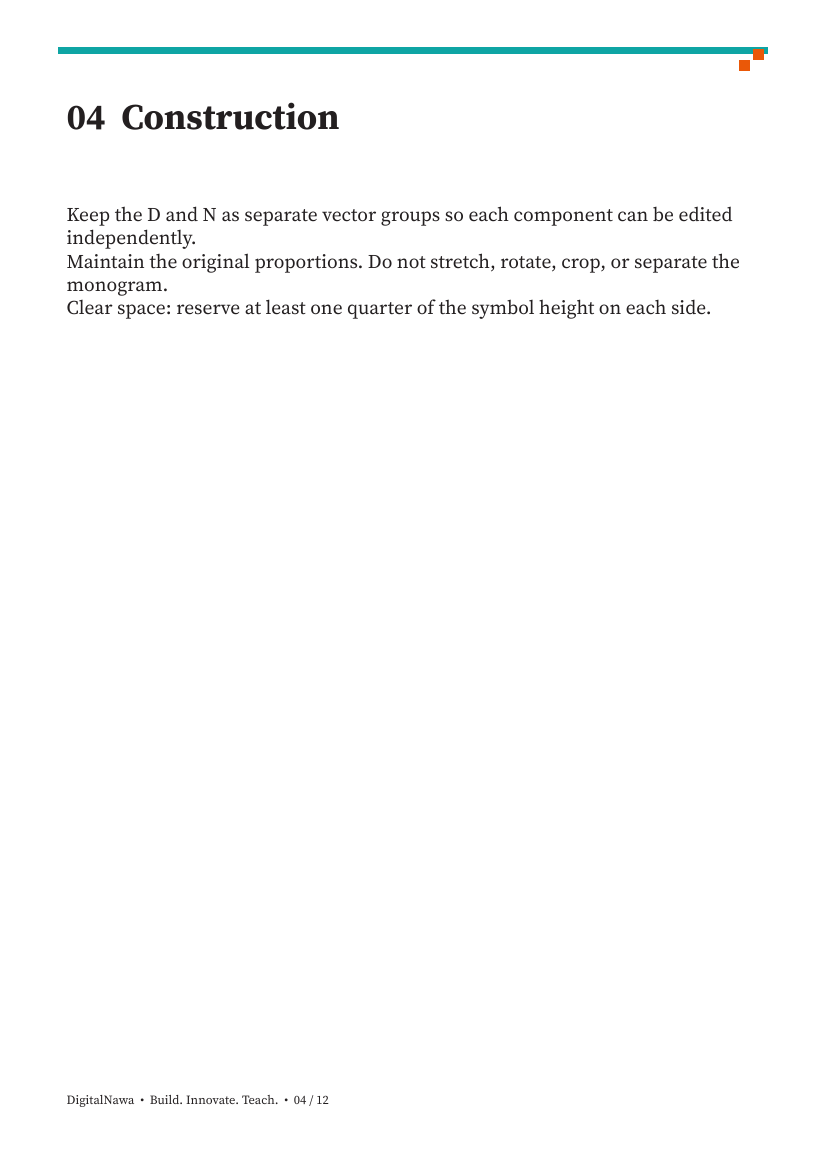 04 Construction
Keep the D and N as separate vector groups so each component can be edited
independently.
Maintain the original proportions. Do not stretch, rotate, crop, or separate the
monogram.
Clear space: reserve at least one quarter of the symbol height on each side.
DigitalNawa • Build. Innovate. Teach. • 04 / 12